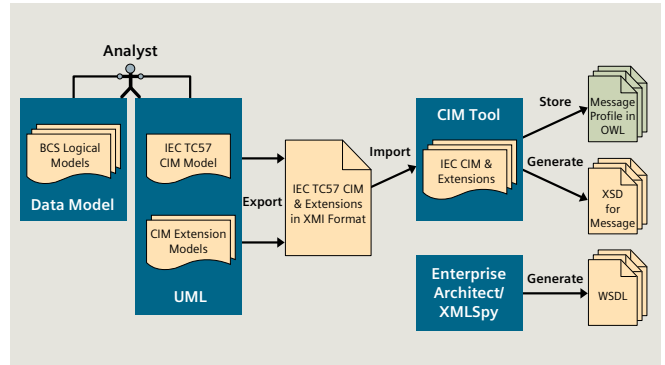 Analyst
BCS Logical
Models
Data Model
IEC TC57
CIM Model
CIM Extension
Models
UML
Export
IEC TC57 CIM
& Extensions
in XMI Format
Import
CIM Tool
IEC CIM &
Extensions
Store
Message
Profile in
OWL
Generate
XSD
for
Message
Enterprise
Architect/
XMLSpy
Generate
WSDL